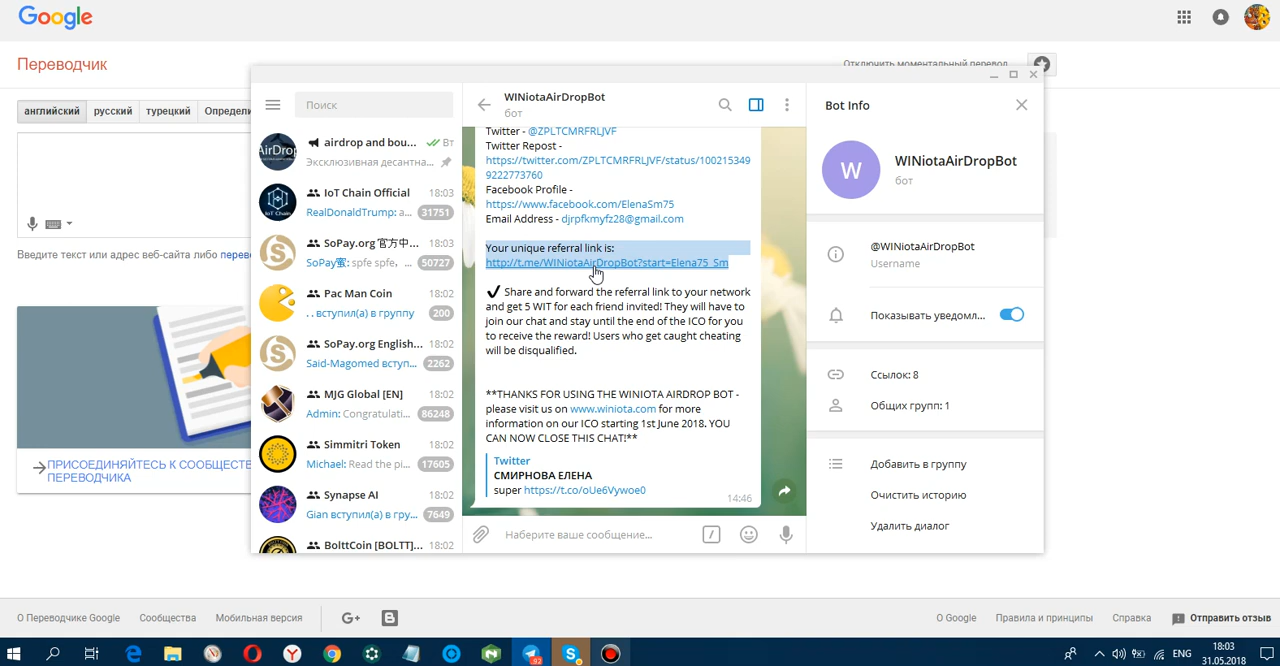 Google
Переводчик
Отключить моментальный перевод
английский русский турецкий Определи
Введите текст или адрес веб-сайта либо
ПРИСОЕДИНЯЙТЕСЬ К СООБЩЕСТВ
ПЕРЕВОДЧИКА
Поиск
AirDrop
airdrop and bou... Вт
Эксклюзивная десантна...
IoT Chain Official 18:03
RealDonaldTrump: a... 31751
SoPay.org 官方中... 18:03
SoPay蜜: spfe spfe, ... 50727
Pac Man Coin 18:02
. . вступил(а) в группу 200
SoPay.org English... 18:02
Said-Magomed вступ... 2262
MJG Global [EN] 18:02
Admin: Congratulati... 86248
Simmitri Token 18:02
Michael: Read the pi... 17605
Synapse AI 18:02
Gian вступил(а) в гру... 7649
BolttCoin [BOLTT]... 18:02
WINiotaAirDropBot
бот
Twitter - @ZPLTCMRFRLJVF
Twitter Repost -
https://twitter.com/ZPLTCMRFRLJVF/status/100215349
9222773760
Facebook Profile -
https://www.facebook.com/ElenaSm75
Email Address - djrpfkmyfz28@gmail.com
Your unique referral link is:
http://t.me/WINiotaAirDropBot?start=Elena75_Sm
✔ Share and forward the referral link to your network
and get 5 WIT for each friend invited! They will have to
join our chat and stay until the end of the ICO for you
to receive the reward! Users who get caught cheating
will be disqualified.
**THANKS FOR USING THE WINIOTA AIRDROP BOT -
please visit us on www.winiota.com for more
information on our ICO starting 1st June 2018. YOU
CAN NOW CLOSE THIS CHAT!**
Twitter
СМИРНОВА ЕЛЕНА
super https://t.co/oUe6Vywoe0
14:46
Наберите ваше сообщение...
Bot Info
W
WINiotaAirDropBot
бот
@WINiotaAirDropBot
Username
Показывать уведомл...
Ссылок: 8
Общих групп: 1
Добавить в группу
Очистить историю
Удалить диалог
О Переводчике Google Сообщества Мобильная версия G+ О Google Правила и принципы Справка Отправить отзыв
92
ENG
18:03
31.05.2018